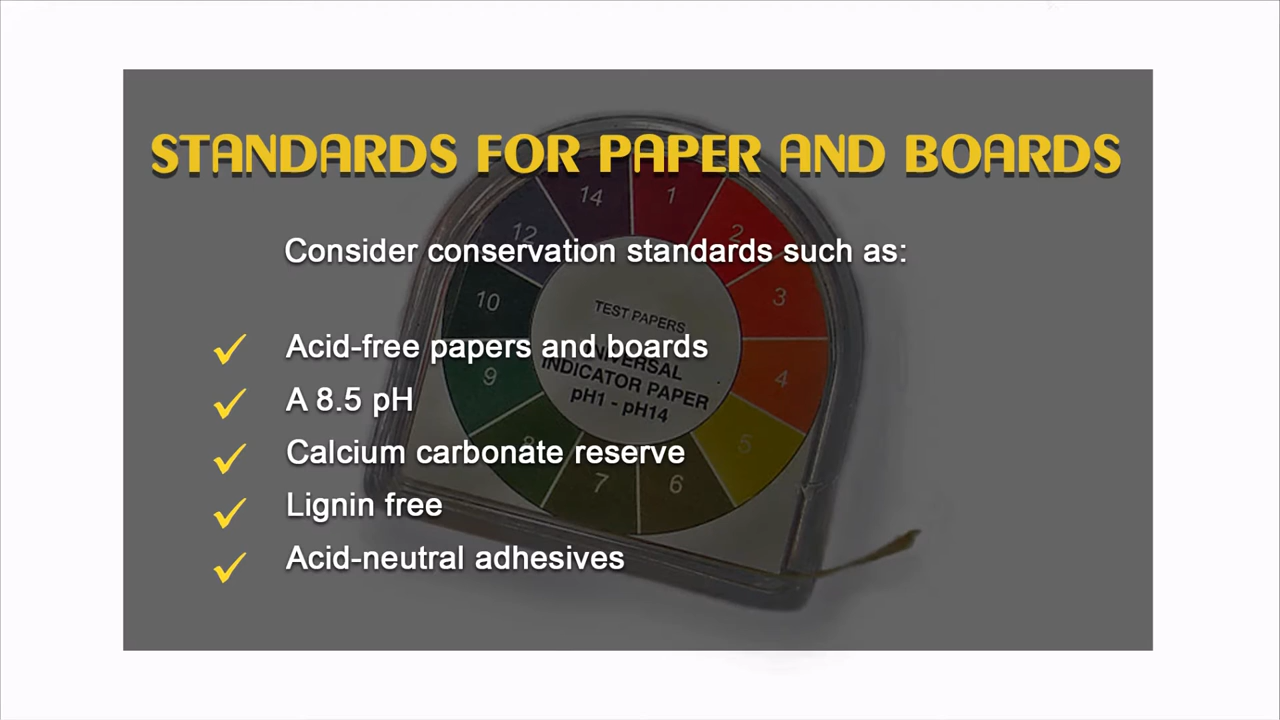 STANDARDS FOR PAPER AND BOARDS
Consider conservation standards such as:
Acid-free papers and boards
A 8.5 pH
Calcium carbonate reserve
Lignin free
Acid-neutral adhesives
14
1
12
2
10
3
9
4
8
5
7
6
TEST PAPERS
UNIVERSAL
INDICATOR PAPER
pH1 - pH14